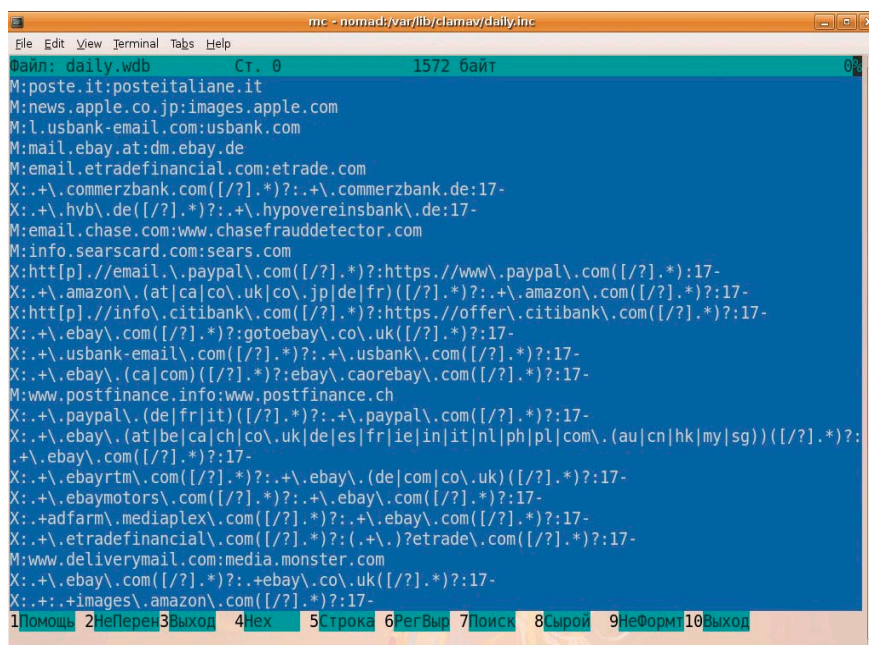 mc - nomad:/var/lib/clamav/daily.inc
File Edit View Terminal Tabs Help
Файл: daily.wdb Ст. 0 1572 байт 0%
M:poste.it:posteitaliane.it
M:news.apple.co.jp:images.apple.com
M:l.usbank-email.com:usbank.com
M:mail.ebay.at:dm.ebay.de
M:email.etradefinancial.com:etrade.com
X:.+\.commerzbank.com([/?].*)?:.+\.commerzbank.de:17-
X:.+\.hvb\.de([/?].*)?:.+\.hypovereinsbank\.de:17-
M:email.chase.com:www.chasefrauddetector.com
M:info.searscard.com:sears.com
X:htt[p].//email.\.paypal\.com([/?].*)?:https.//www\.paypal\.com([/?].*):17-
X:.+\.amazon\.(at|ca|co\.uk|co\.jp|de|fr)([/?].*)?:.+\.amazon\.com([/?].*)?:17-
X:htt[p].//info\.citibank\.com([/?].*)?:https.//offer\.citibank\.com([/?].*)?:17-
X:.+\.ebay\.com([/?].*)?:gotoebay\.co\.uk([/?].*)?:17-
X:.+\.usbank-email\.com([/?].*)?:.+\.usbank\.com([/?].*)?:17-
X:.+\.ebay\.(ca|com)([/?].*)?:ebay\.caorebay\.com([/?].*)?:17-
M:www.postfinance.info:www.postfinance.ch
X:.+\.paypal\.(de|fr|it)([/?].*)?:.+\.paypal\.com([/?].*)?:17-
X:.+\.ebay\.(at|be|ca|ch|co\.uk|de|es|fr|ie|in|it|nl|ph|pl|com\.(au|cn|hk|my|sg))([/?].*)?:
.+\.ebay\.com([/?].*)?:17-
X:.+\.ebayrtm\.com([/?].*)?:.+\.ebay\.(de|com|co\.uk)([/?].*)?:17-
X:.+\.ebaymotors\.com([/?].*)?:.+\.ebay\.com([/?].*)?:17-
X:.+adfarm\.mediaplex\.com([/?].*)?:.+\.ebay\.com([/?].*)?:17-
X:.+\.etradefinancial\.com([/?].*)?:(.+\.)?etrade\.com([/?].*)?:17-
M:www.deliverymail.com:media.monster.com
X:.+\.ebay\.com([/?].*)?:.+ebay\.co\.uk([/?].*)?:17-
X:.+:.+images\.amazon\.com([/?].*)?:17-
1Помощь 2НеПерен3Выход 4Hex 5Строка 6РегВыр 7Поиск 8Сырой 9НеФормт10Выход